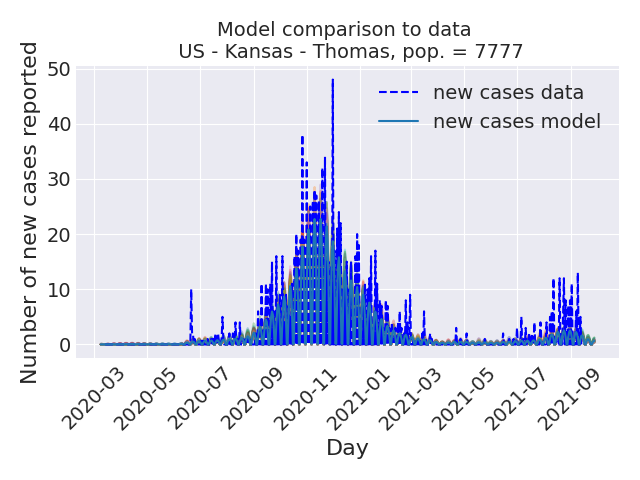 Model comparison to data
US - Kansas - Thomas, pop. = 7777
Number of new cases reported
50
40
30
20
10
0
new cases data
new cases model
2020-03
2020-05
2020-07
2020-09
2020-11
2021-01
2021-03
2021-05
2021-07
2021-09
Day